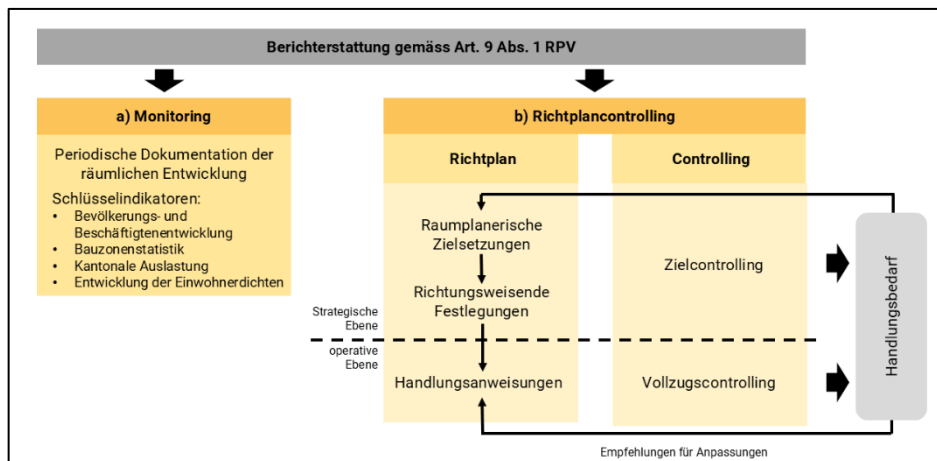 Berichterstattung gemäss Art. 9 Abs. 1 RPV
a) Monitoring
Periodische Dokumentation der
räumlichen Entwicklung
Schlüsselindikatoren:
• Bevölkerungs- und
Beschäftigtenentwicklung
• Bauzonenstatistik
• Kantonale Auslastung
• Entwicklung der Einwohnerdichten
b) Richtplancontrolling
Richtplan
Controlling
Raumplanerische
Zielsetzungen
Richtungsweisende
Festlegungen
Zielcontrolling
Strategische
Ebene
operative
Ebene
Handlungsanweisungen
Vollzugscontrolling
Handlungsbedarf
Empfehlungen für Anpassungen